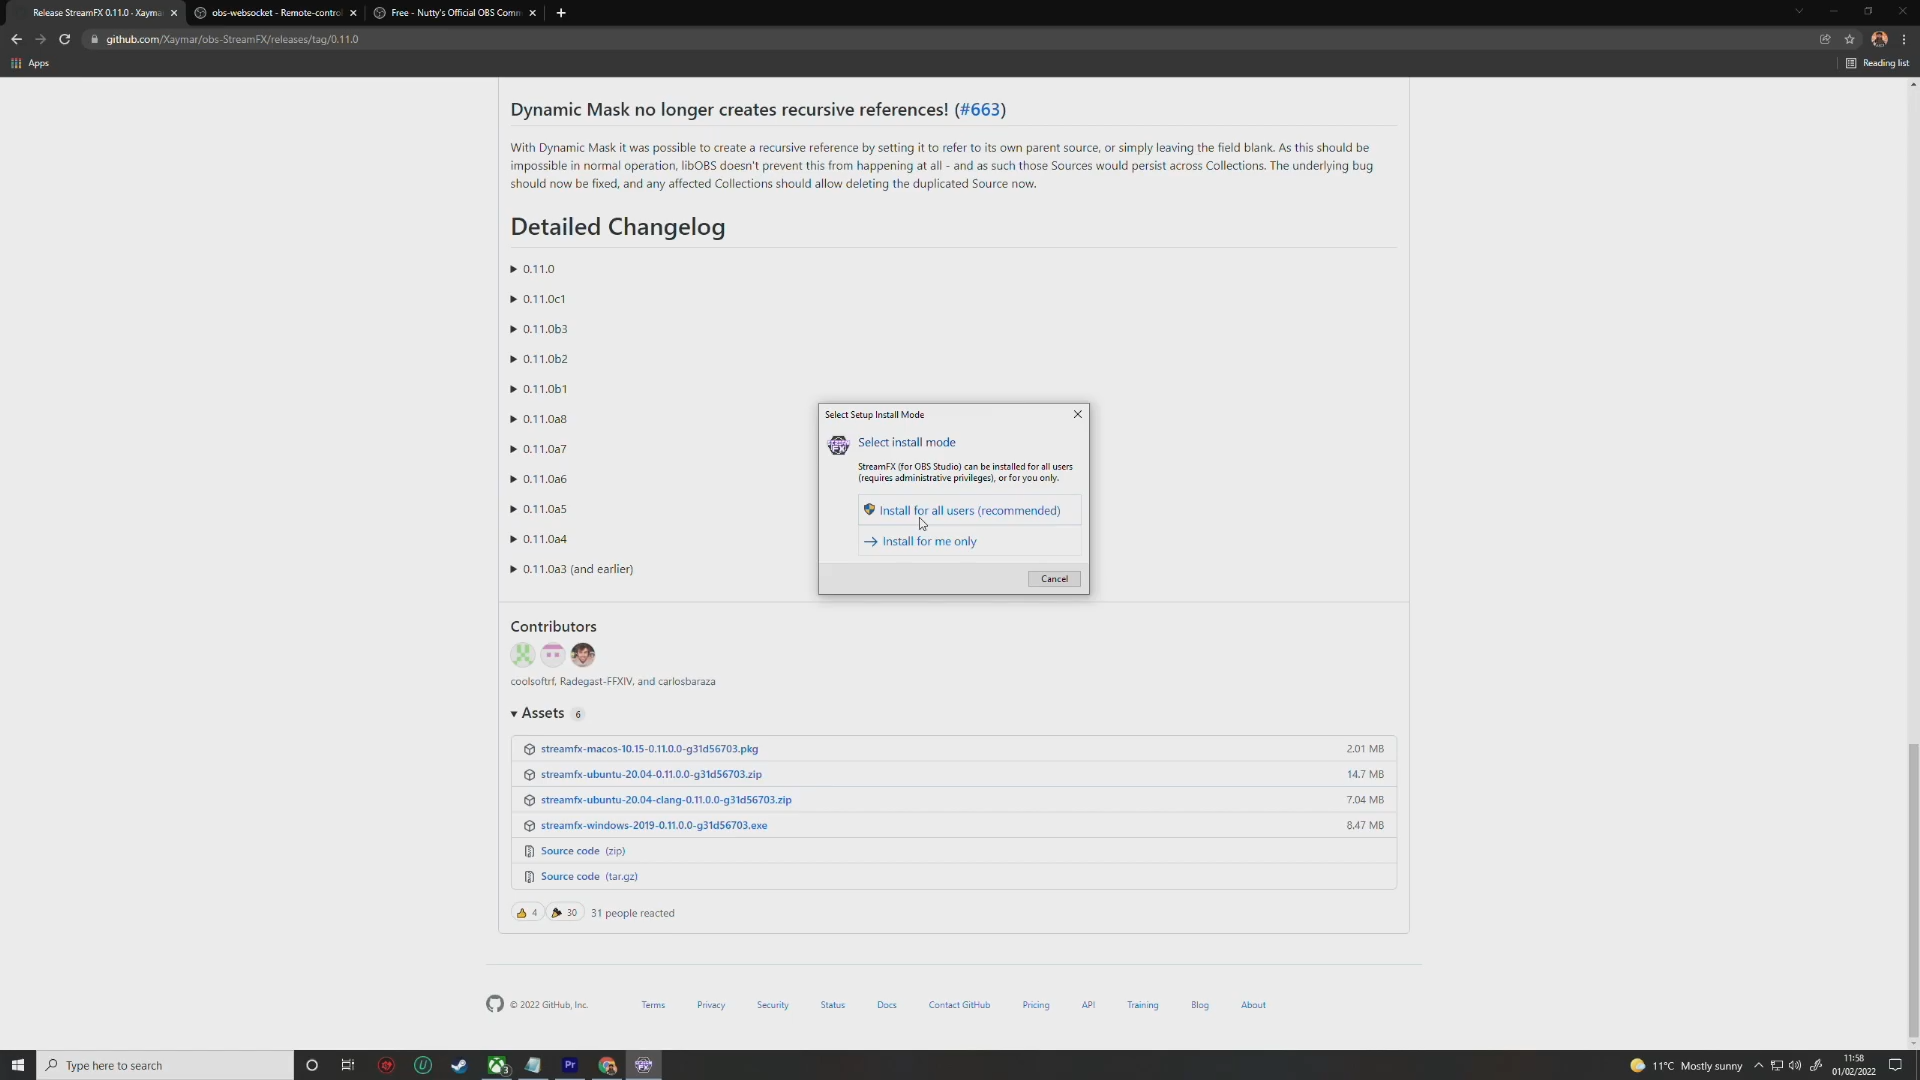 Release StreamFX 0.11.0 · Xayma
obs-websocket - Remote-control
Free - Nutty's Official OBS Comm
github.com/Xaymar/obs-StreamFX/releases/tag/0.11.0
Apps
Reading list
Dynamic Mask no longer creates recursive references! (#663)
With Dynamic Mask it was possible to create a recursive reference by setting it to refer to its own parent source, or simply leaving the field blank. As this should be
impossible in normal operation, libOBS doesn't prevent this from happening at all - and as such those Sources would persist across Collections. The underlying bug
should now be fixed, and any affected Collections should allow deleting the duplicated Source now.
Detailed Changelog
0.11.0
0.11.0c1
0.11.0b3
0.11.0b2
0.11.0b1
0.11.0a8
0.11.0a7
0.11.0a6
0.11.0a5
0.11.0a4
0.11.0a3 (and earlier)
Select Setup Install Mode
Select install mode
StreamFX (for OBS Studio) can be installed for all users
(requires administrative privileges), or for you only.
Install for all users (recommended)
Install for me only
Cancel
Contributors
coolsoftrf, Radegast-FFXIV, and carlosbaraza
Assets 6
streamfx-macos-10.15-0.11.0.0-g31d56703.pkg 2.01 MB
streamfx-ubuntu-20.04-0.11.0.0-g31d56703.zip 14.7 MB
streamfx-ubuntu-20.04-clang-0.11.0.0-g31d56703.zip 7.04 MB
streamfx-windows-2019-0.11.0.0-g31d56703.exe 8.47 MB
Source code (zip)
Source code (tar.gz)
4 30 31 people reacted
© 2022 GitHub, Inc. Terms Privacy Security Status Docs Contact GitHub Pricing API Training Blog About
Type here to search
Pr
3
11°C Mostly sunny
11:58
01/02/2022